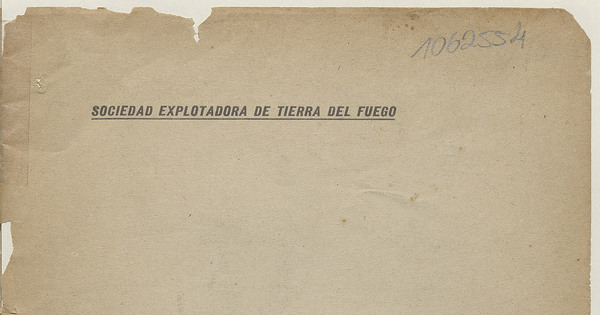 1062554
SOCIEDAD EXPLOTADORA DE TIERRA DEL FUEGO